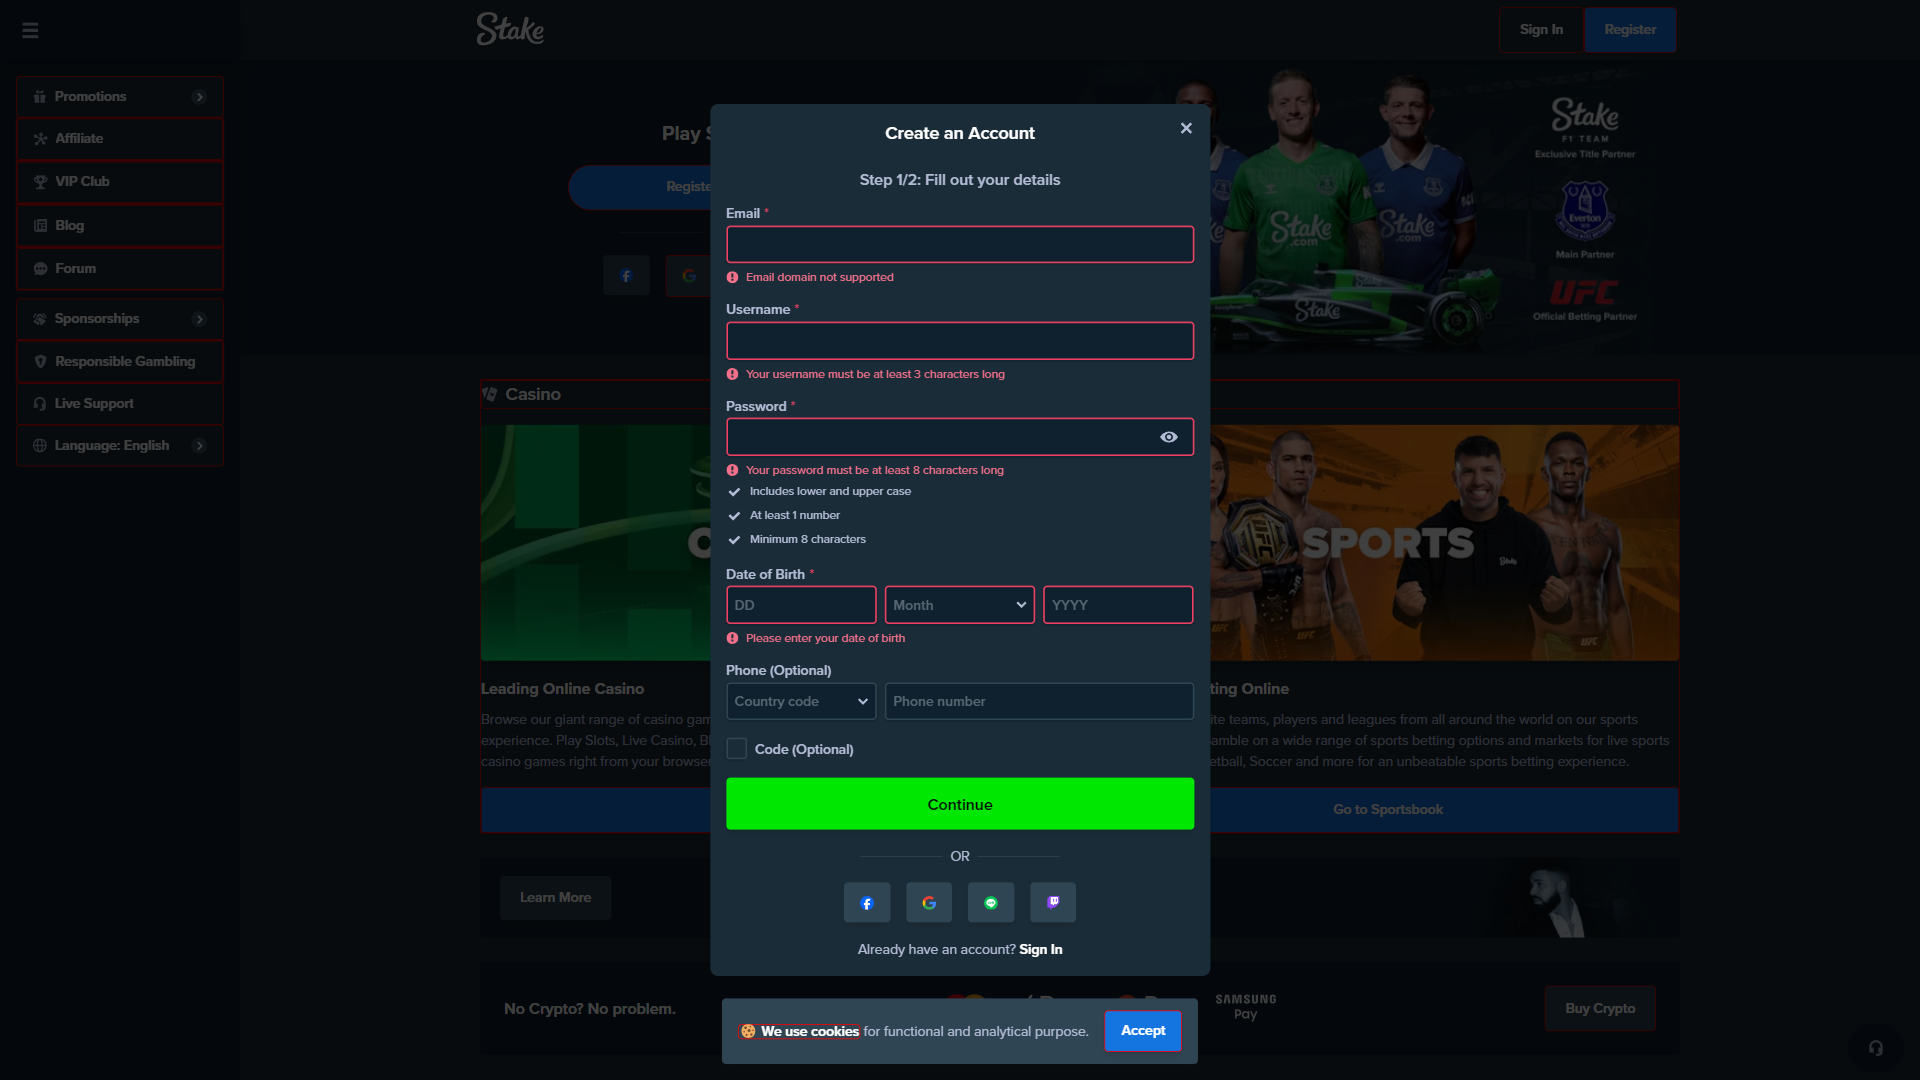 Stake
Sign In
Register
Promotions
Affiliate
VIP Club
Blog
Forum
Sponsorships
Responsible Gambling
Live Support
Language: English
Play
Create an Account
Step 1/2: Fill out your details
Email *
Email domain not supported
Username *
Your username must be at least 3 characters long
Password *
Your password must be at least 8 characters long
Includes lower and upper case
At least 1 number
Minimum 8 characters
Date of Birth *
DD
Month
YYYY
Please enter your date of birth
Phone (Optional)
Country code
Phone number
Code (Optional)
Continue
OR
Already have an account? Sign In
Stake
F1 TEAM
Exclusive Title Partner
Everton
Main Partner
UFC
Official Betting Partner
Stake
.com
Stake
.com
Stake
Casino
SPORTS
Leading Online Casino
Browse our giant range of casino
experience. Play Slots, Live Casino,
casino games right from your
Online
teams, players and leagues from all around the world on our sports
on a wide range of sports betting options and markets for live sports
Soccer and more for an unbeatable sports betting experience.
Go to Sportsbook
Learn More
No Crypto? No problem.
SAMSUNG
Pay
Buy Crypto
We use cookies for functional and analytical purpose.
Accept